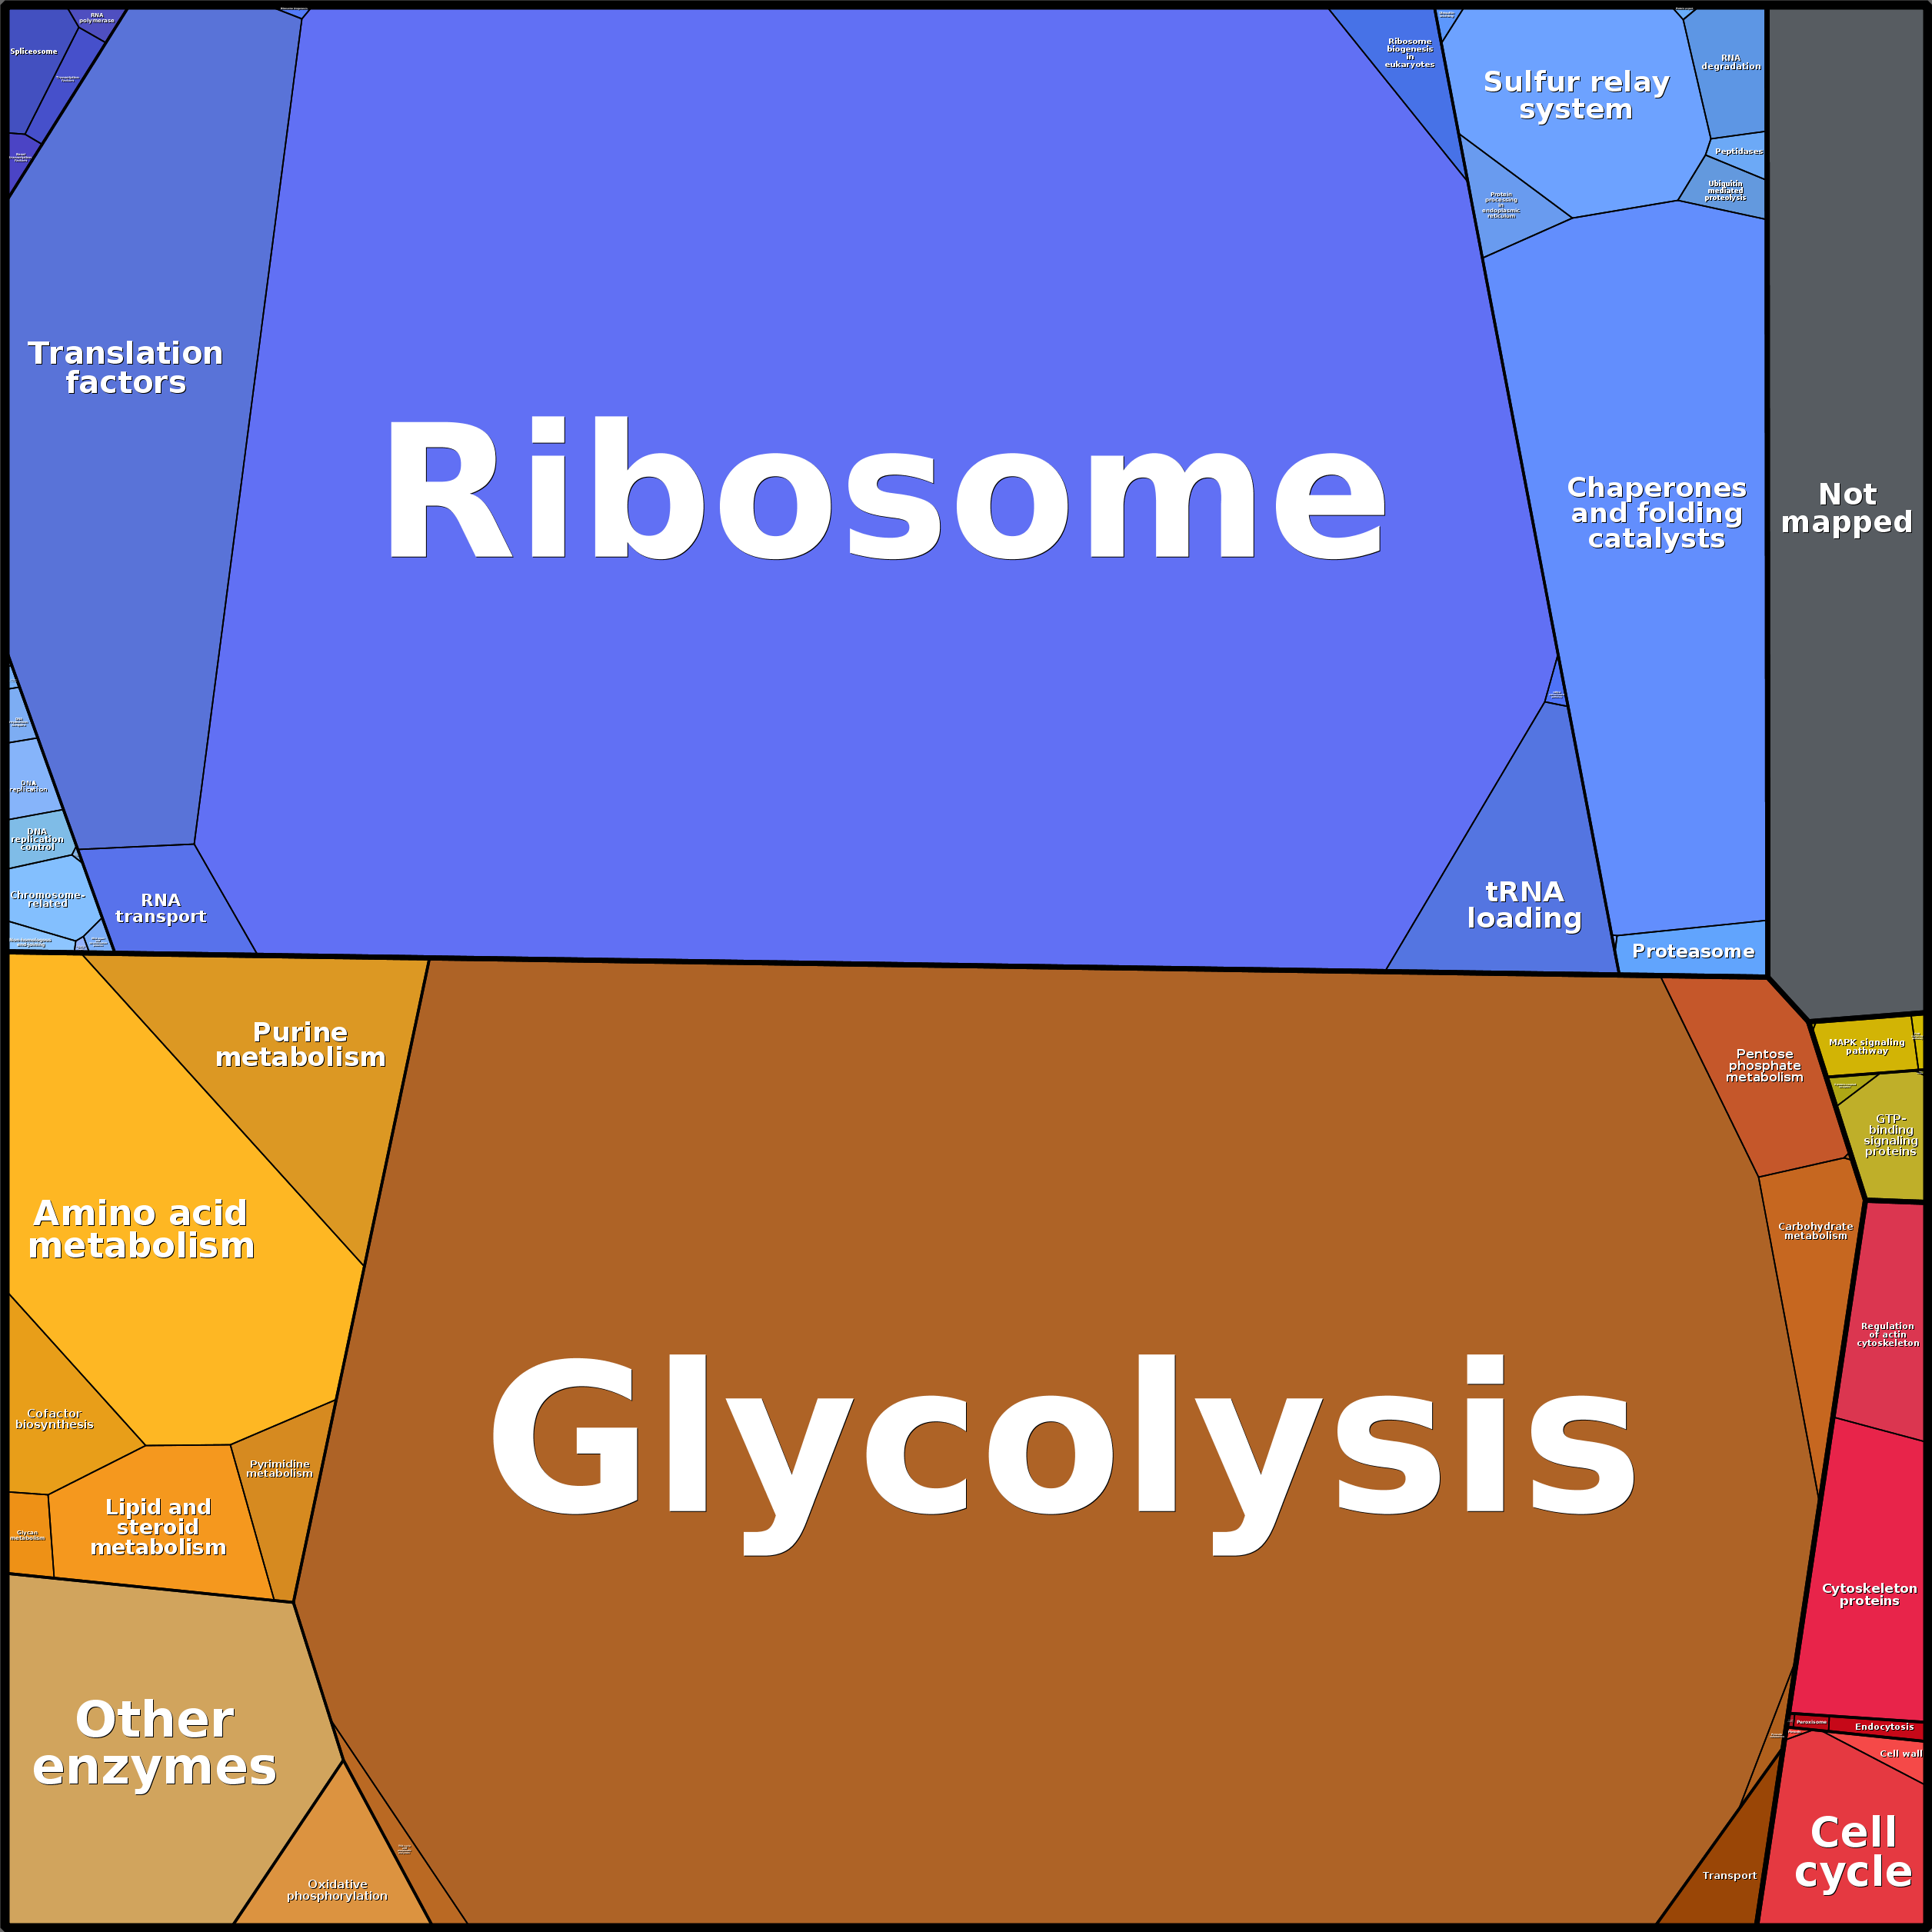 RNA
polymerase
Spliceosome
Translation
factors
Ribosome
Ribosome
biogenesis
in
eukaryotes
Sulfur relay
system
RNA
degradation
Peptidases
Ubiquitin
mediated
proteolysis
Protein
processing
in
endoplasmic
reticulum
Chaperones
and folding
catalysts
Not
mapped
DNA
replication
DNA
replication
control
Chromosome-
related
RNA
transport
tRNA
loading
Proteasome
Purine
metabolism
Amino acid
metabolism
Pentose
phosphate
metabolism
MAPK signaling
pathway
GTP-
binding
signaling
proteins
Carbohydrate
metabolism
Regulation
of actin
cytoskeleton
Glycolysis
Cofactor
biosynthesis
Pyrimidine
metabolism
Lipid and
steroid
metabolism
Glycan
metabolism
Cytoskeleton
proteins
Other
enzymes
Peroxisome
Endocytosis
Cell wall
Cell
cycle
Oxidative
phosphorylation
Transport